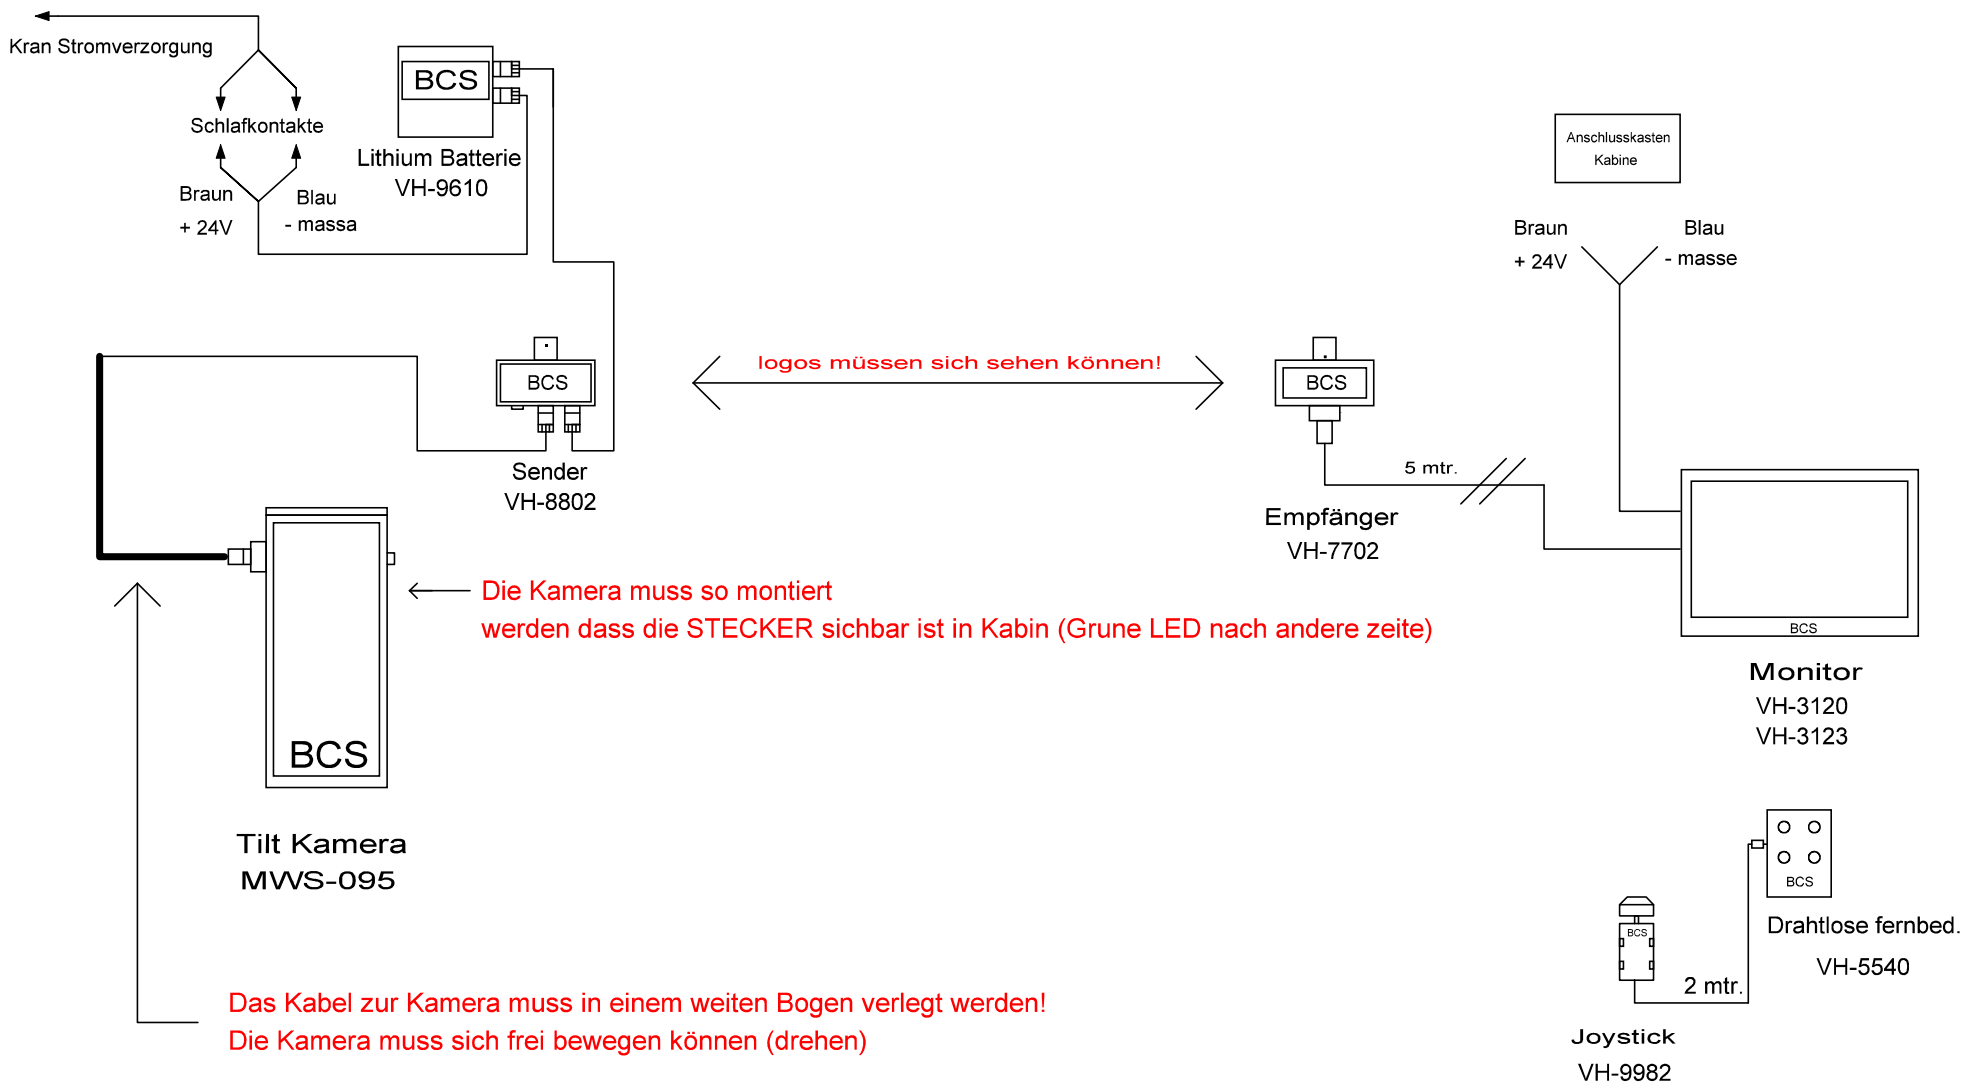 Kran Stromverzorgung
Schlafkontakte
Braun
+ 24V
Blau
- massa
BCS
Lithium Batterie
VH-9610
BCS
Sender
VH-8802
logos müssen sich sehen können!
BCS
Empfänger
VH-7702
5 mtr.
Anschlusskasten
Kabine
Braun
+ 24V
Blau
- masse
BCS
Monitor
VH-3120
VH-3123
Die Kamera muss so montiert
werden dass die STECKER sichbar ist in Kabin (Grune LED nach andere zeite)
BCS
Tilt Kamera
MWS-095
Das Kabel zur Kamera muss in einem weiten Bogen verlegt werden!
Die Kamera muss sich frei bewegen können (drehen)
BCS
Drahtlose fernbed.
VH-5540
BCS
2 mtr.
Joystick
VH-9982